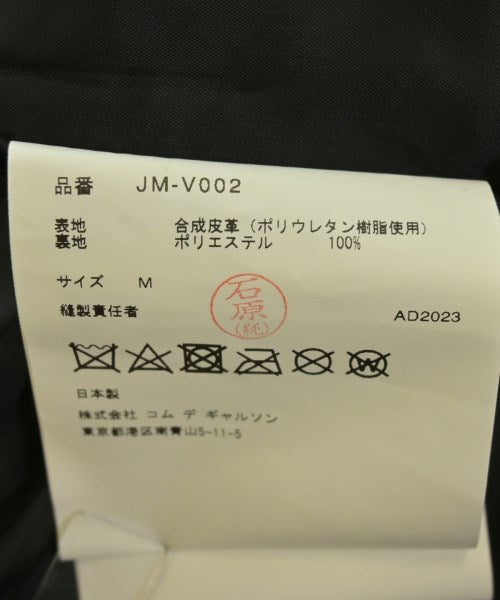 品番 JM-V002
表地 合成皮革(ポリウレタン樹脂使用)
裏地 ポリエステル 100%
サイズ M
石原
(純)
縫製責任者 AD2023
日本製
株式会社 コム デ ギャルソン
東京都港区南青山5-11-5